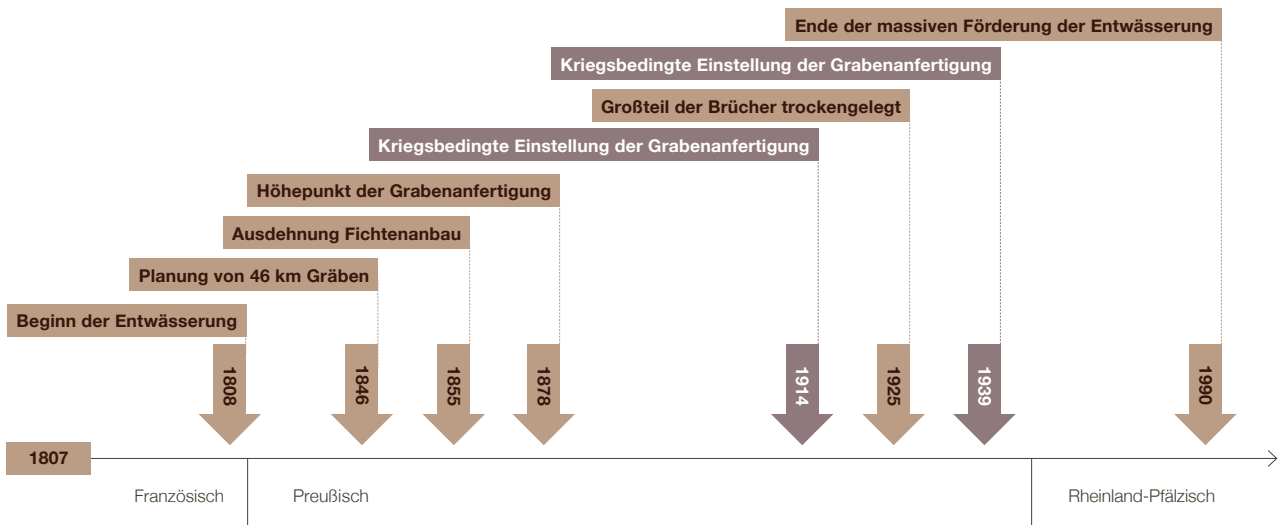 Ende der massiven Förderung der Entwässerung
Kriegsbedingte Einstellung der Grabenanfertigung
Großteil der Brücher trockengelegt
Kriegsbedingte Einstellung der Grabenanfertigung
Höhepunkt der Grabenanfertigung
Ausdehnung Fichtenanbau
Planung von 46 km Gräben
Beginn der Entwässerung
1808
1846
1855
1878
1914
1925
1939
1990
1807
Französisch
Preußisch
Rheinland-Pfälzisch